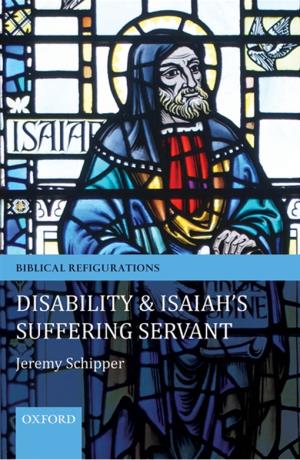 ISAIAH
BIBLICAL REFIGURATIONS
DISABILITY & ISAIAH'S
SUFFERING SERVANT
Jeremy Schipper
OXFORD